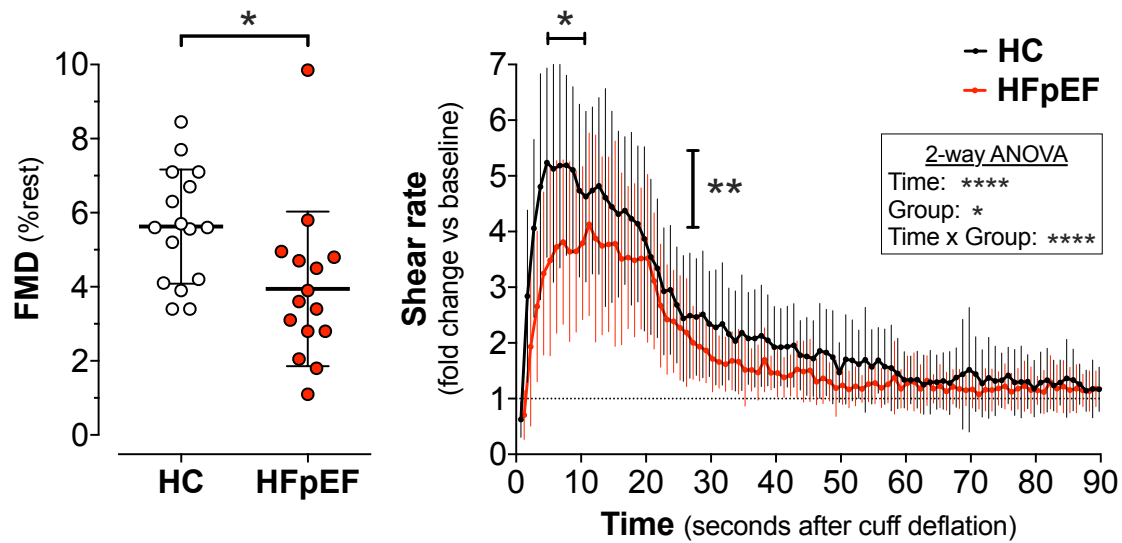 *
FMD (%rest)
10
8
6
4
2
0
HC
HFpEF
*
Shear rate
(fold change vs baseline)
7
6
5
4
3
2
1
0
**
HC
HFpEF
2-way ANOVA
Time: ****
Group: *
Time x Group: ****
0 10 20 30 40 50 60 70 80 90
Time (seconds after cuff deflation)